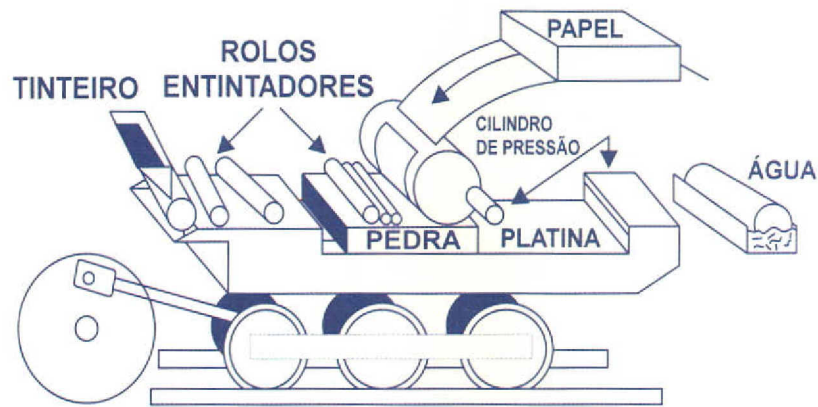 PAPEL
ROLOS
ENTINTADORES
TINTEIRO
CILINDRO
DE PRESSÃO
ÁGUA
PEDRA
PLATINA